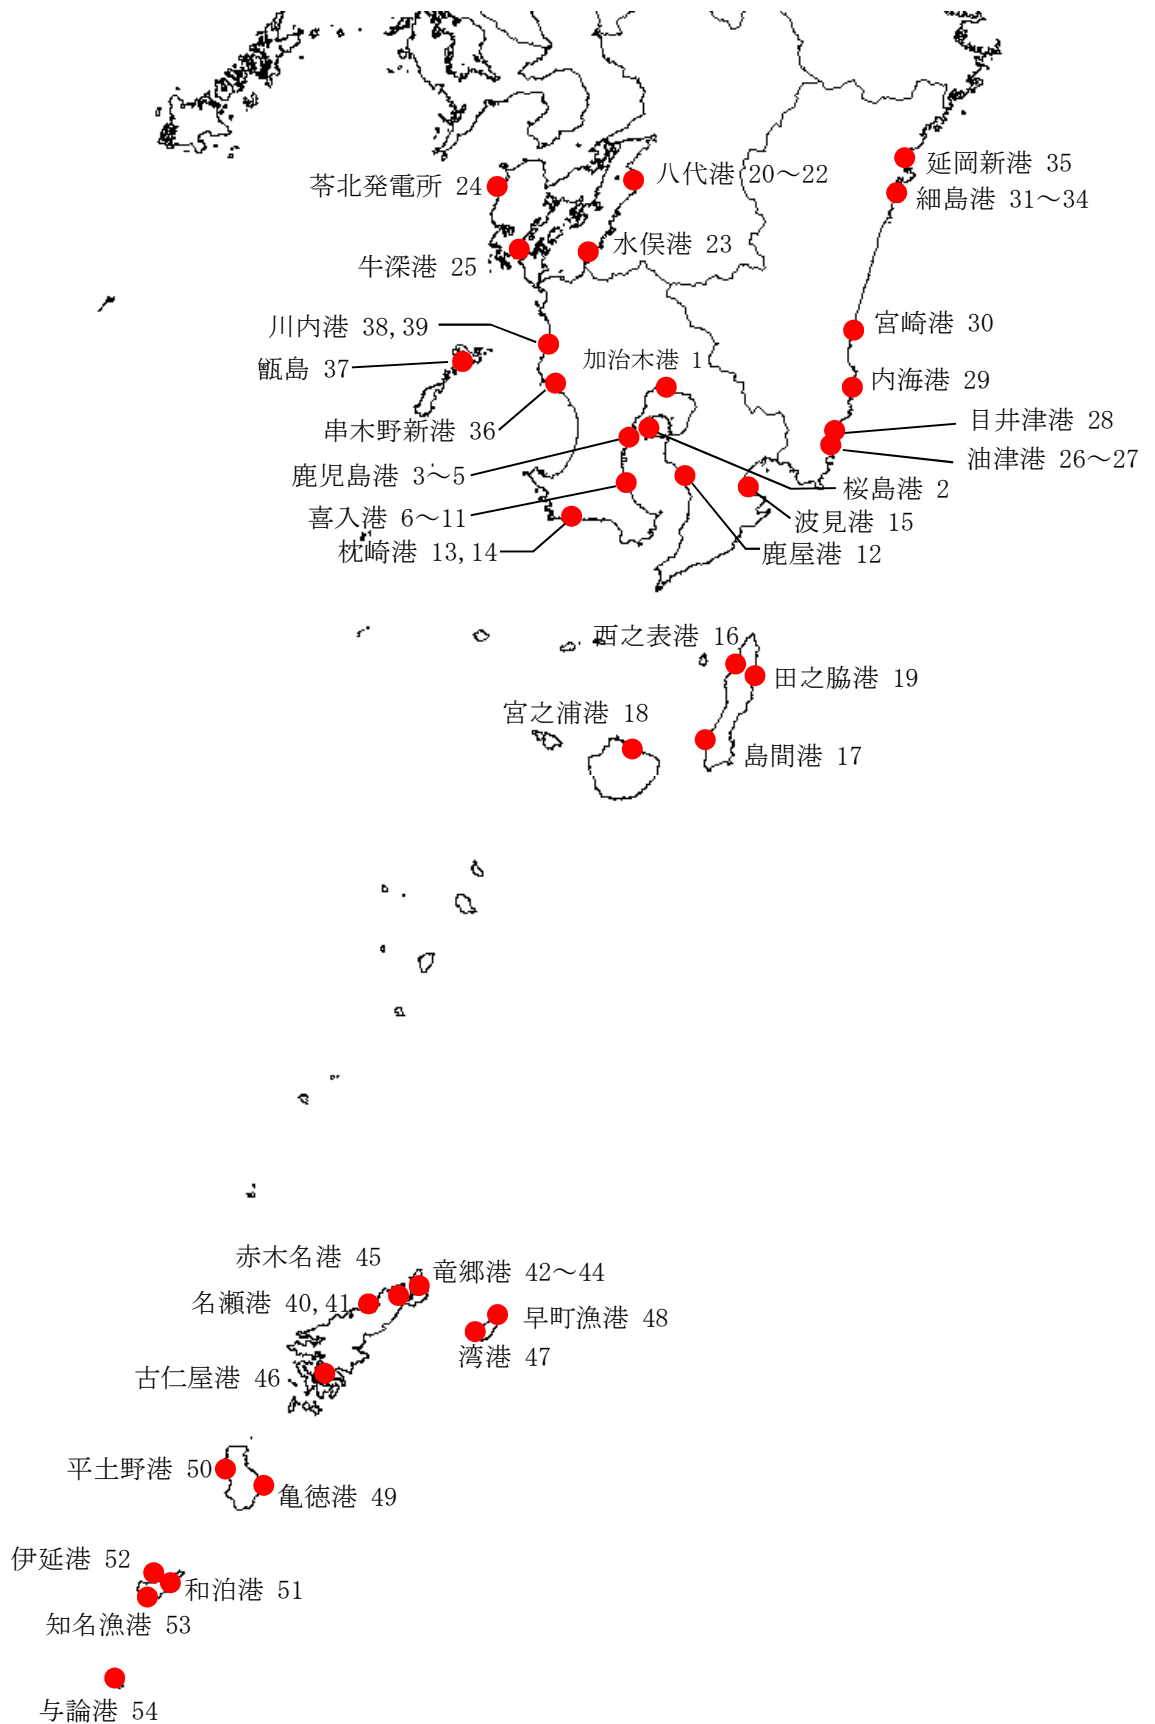 延岡新港 35
八代港 20～22
苓北発電所 24
細島港 31～34
水俣港 23
牛深港 25
宮崎港 30
川内港 38,39
加治木港 1
甑島 37
内海港 29
目井津港 28
串木野新港 36
油津港 26～27
鹿児島港 3～5
桜島港 2
喜入港 6～11
波見港 15
枕崎港 13,14
鹿屋港 12
西之表港 16
田之脇港 19
宮之浦港 18
島間港 17
赤木名港 45
竜郷港 42～44
名瀬港 40,41
早町漁港 48
湾港 47
古仁屋港 46
平土野港 50
亀徳港 49
伊延港 52
和泊港 51
知名漁港 53
与論港 54